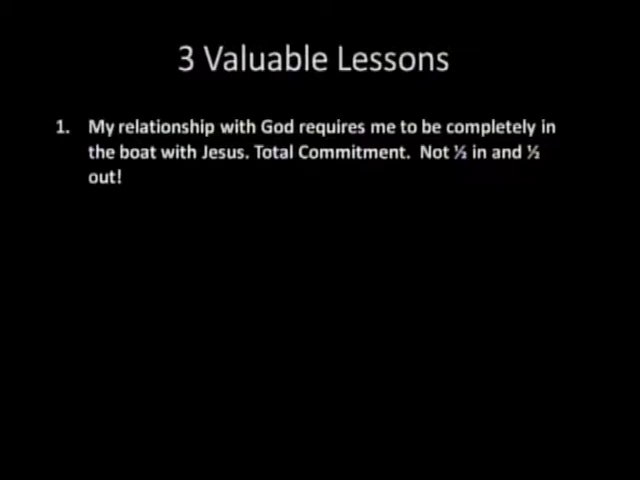 3 Valuable Lessons
1. My relationship with God requires me to be completely in
the boat with Jesus. Total Commitment. Not ½ in and ½
out!